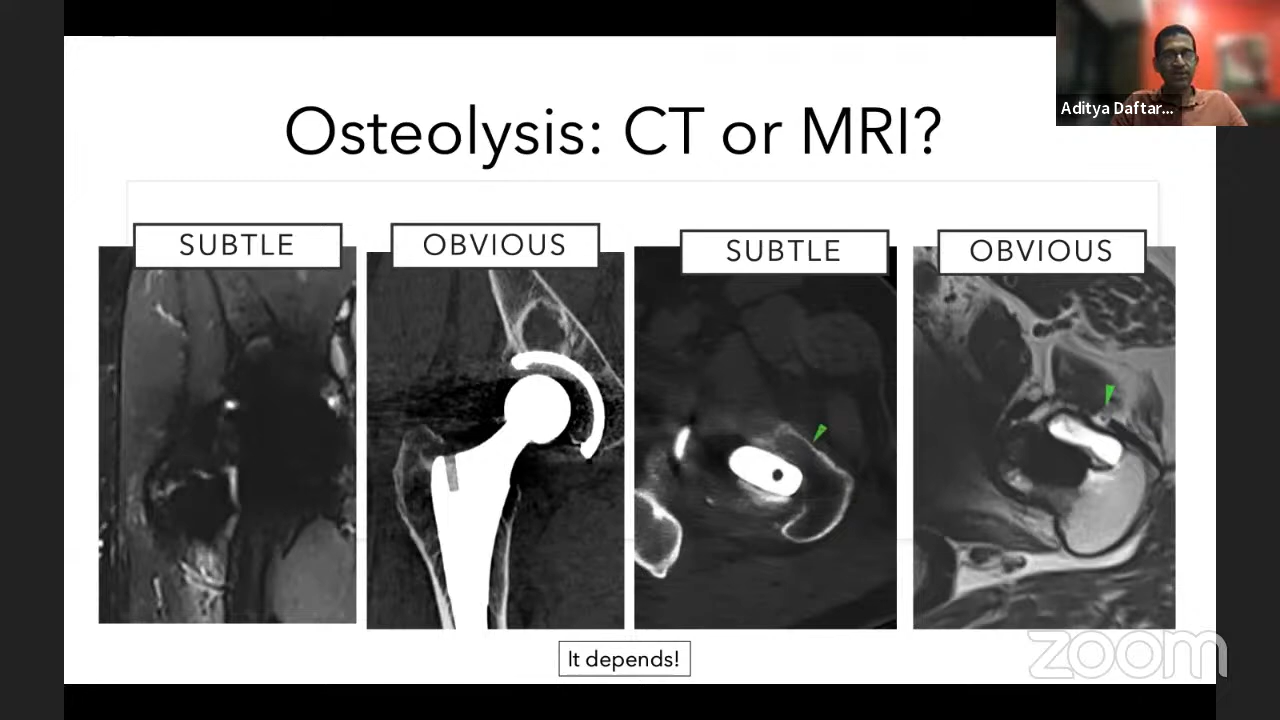 Aditya Daftar...
Osteolysis: CT or MRI?
SUBTLE
OBVIOUS
SUBTLE
OBVIOUS
It depends!
zoom